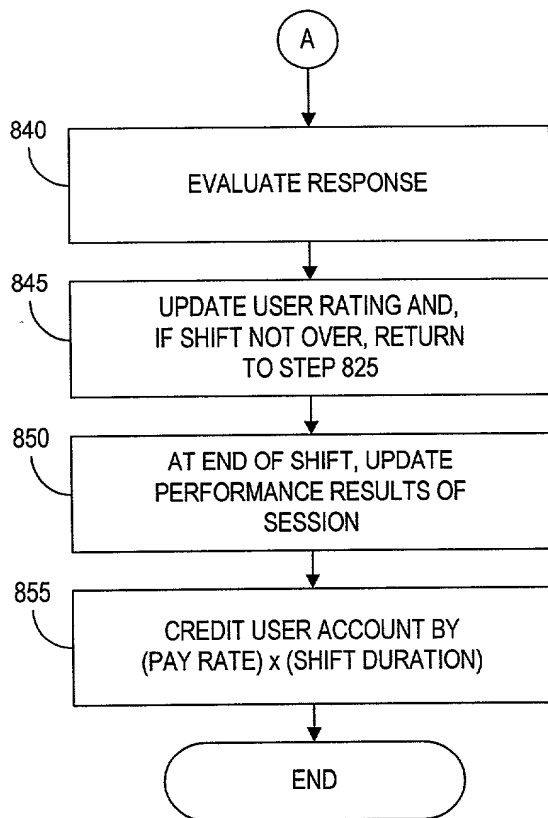 A
840
EVALUATE RESPONSE
845
UPDATE USER RATING AND,
IF SHIFT NOT OVER, RETURN
TO STEP 825
850
AT END OF SHIFT, UPDATE
PERFORMANCE RESULTS OF
SESSION
855
CREDIT USER ACCOUNT BY
(PAY RATE) x (SHIFT DURATION)
END